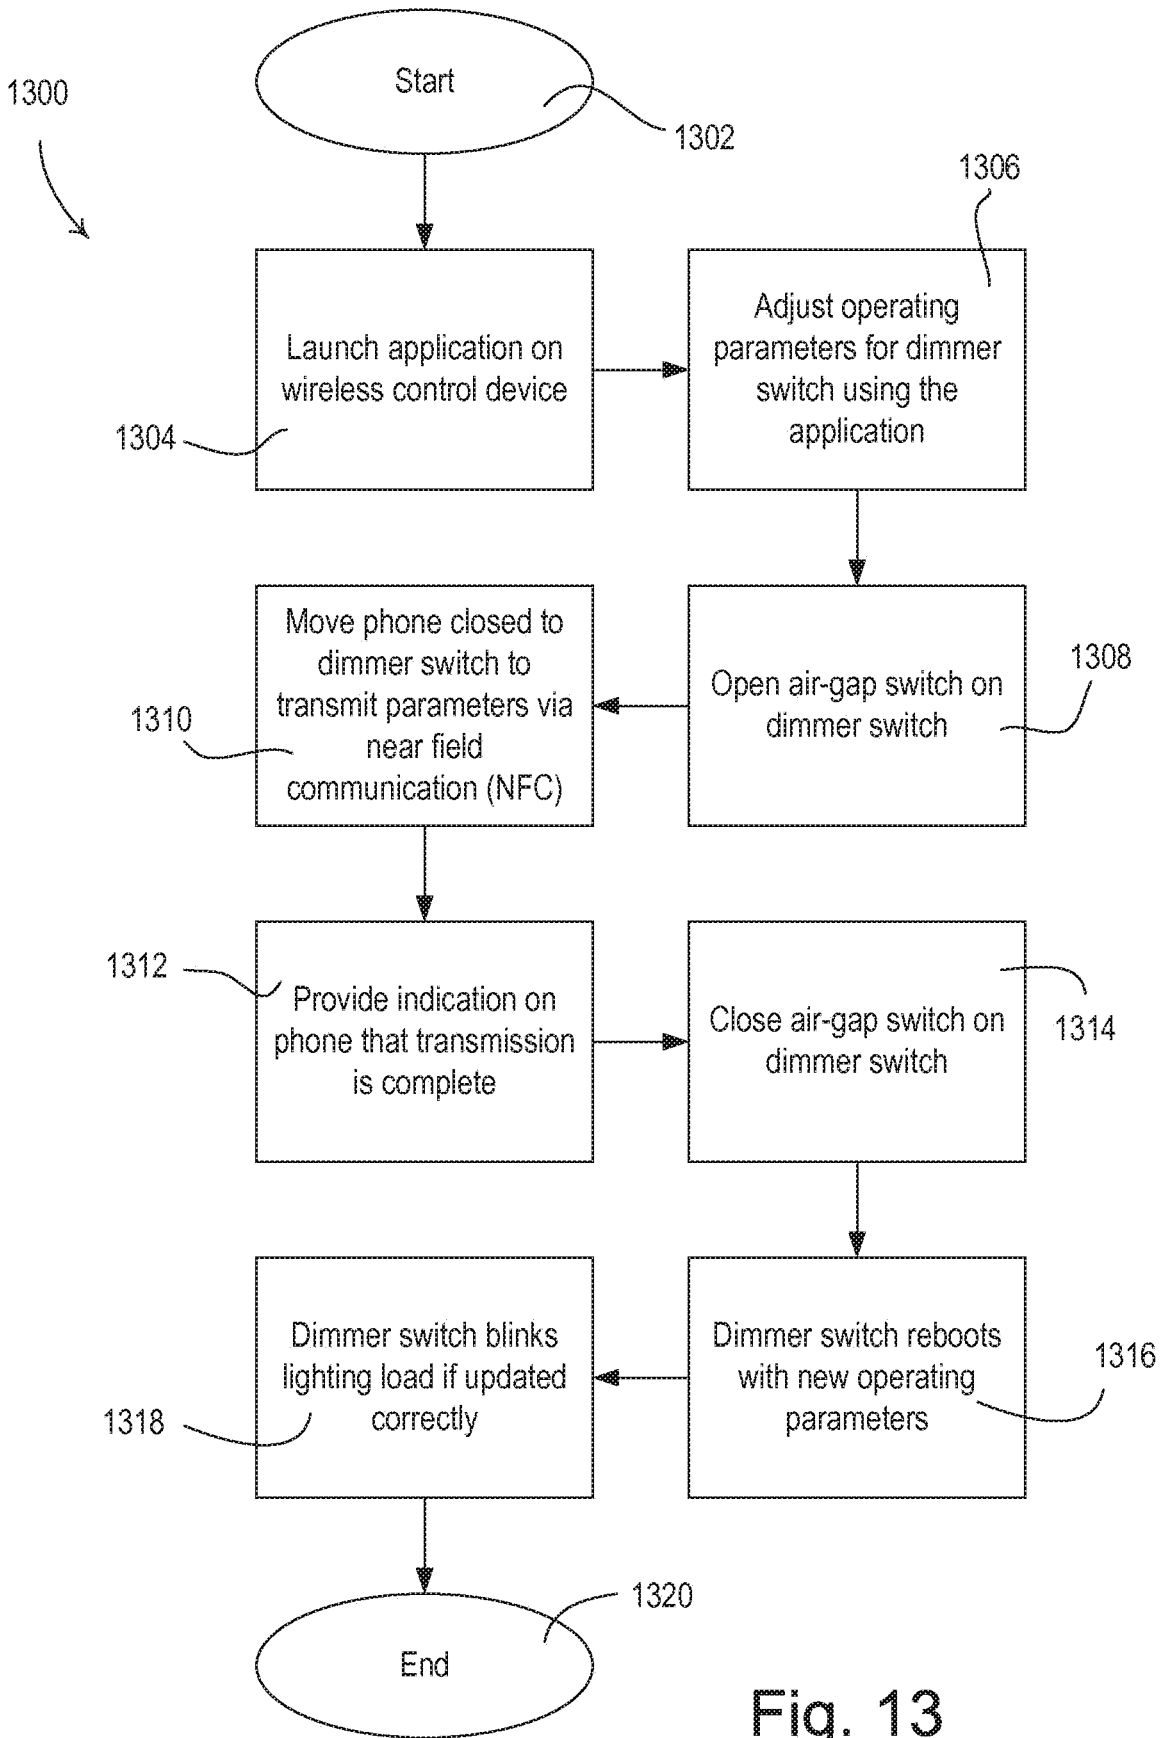 Start
1300
1302
1306
Launch application on
wireless control device
1304
Adjust operating
parameters for dimmer
switch using the
application
Move phone closed to
dimmer switch to
transmit parameters via
near field
communication (NFC)
1310
Open air-gap switch on
dimmer switch
1308
1312
Provide indication on
phone that transmission
is complete
Close air-gap switch on
dimmer switch
1314
Dimmer switch blinks
lighting load if updated
correctly
1318
Dimmer switch reboots
with new operating
parameters
1316
End
1320
Fig. 13